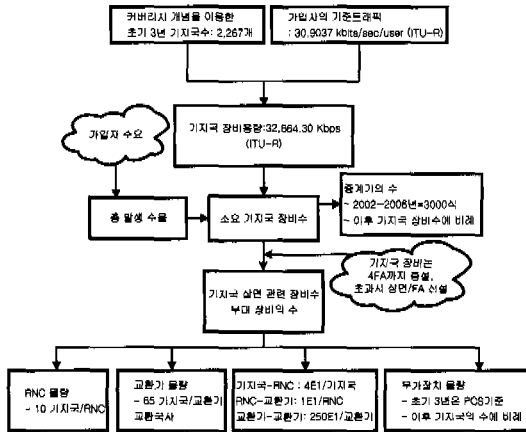 커버리지 개념을 이용한
초기 3년 기지국수: 2,267개
가입자의 기준트래픽
: 30.9037 kbits/sec/user (ITU-R)
기지국 장비용량:32,864.30 Kbps
(ITU-R)
가입자 수요
총 발생 수율
소요 기지국 장비수
중계기의 수
- 2002-2006년=3000식
- 이후 기지국 장비수에 비례
기지국 장비는
4FA까지 증설,
초과시 상면/FA 신설
기지국 상면 관련 장비수
부대 장비의 수
RNC 물량
- 10 기지국/RNC
교환기 물량
- 65 기지국/교환기
교환국사
기지국-RNC : 4E1/기지국
RNC-교환기: 1E1/RNC
교환기-교환기: 250E1/교환기
부가장치 물량
- 초기 3년은 PCS기준
- 이후 기지국의 수에 비례